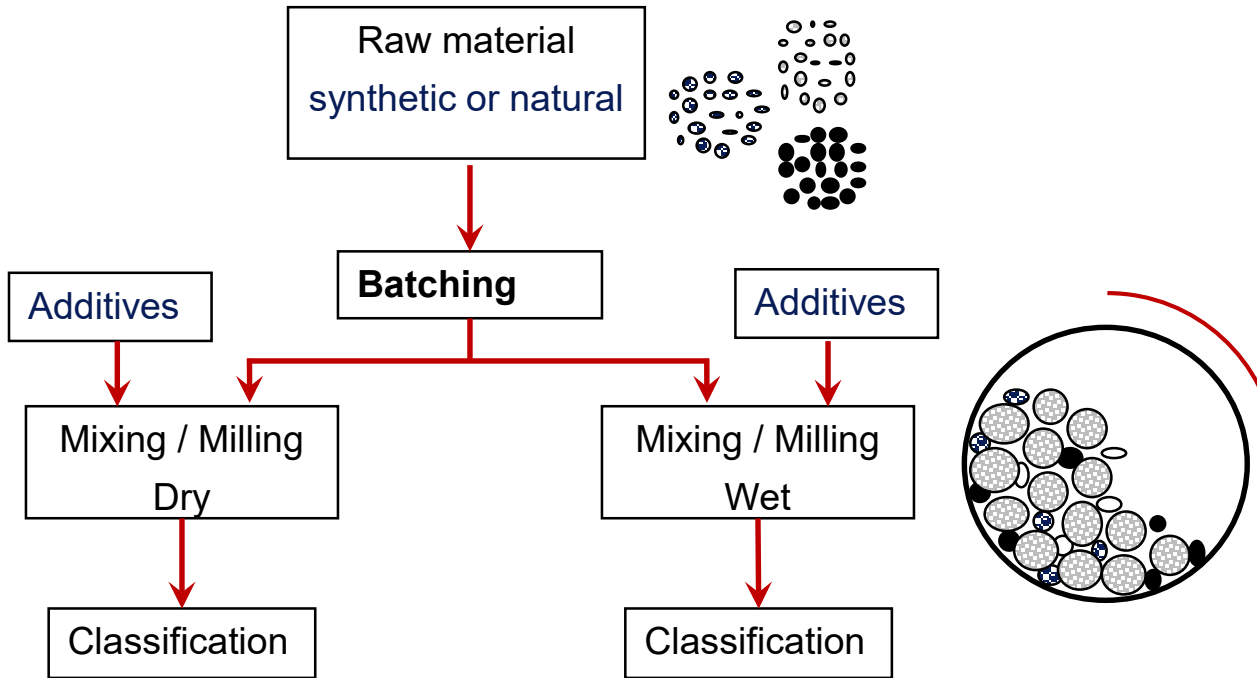 Raw material
synthetic or natural
Batching
Additives
Additives
Mixing / Milling
Dry
Mixing / Milling
Wet
Classification
Classification